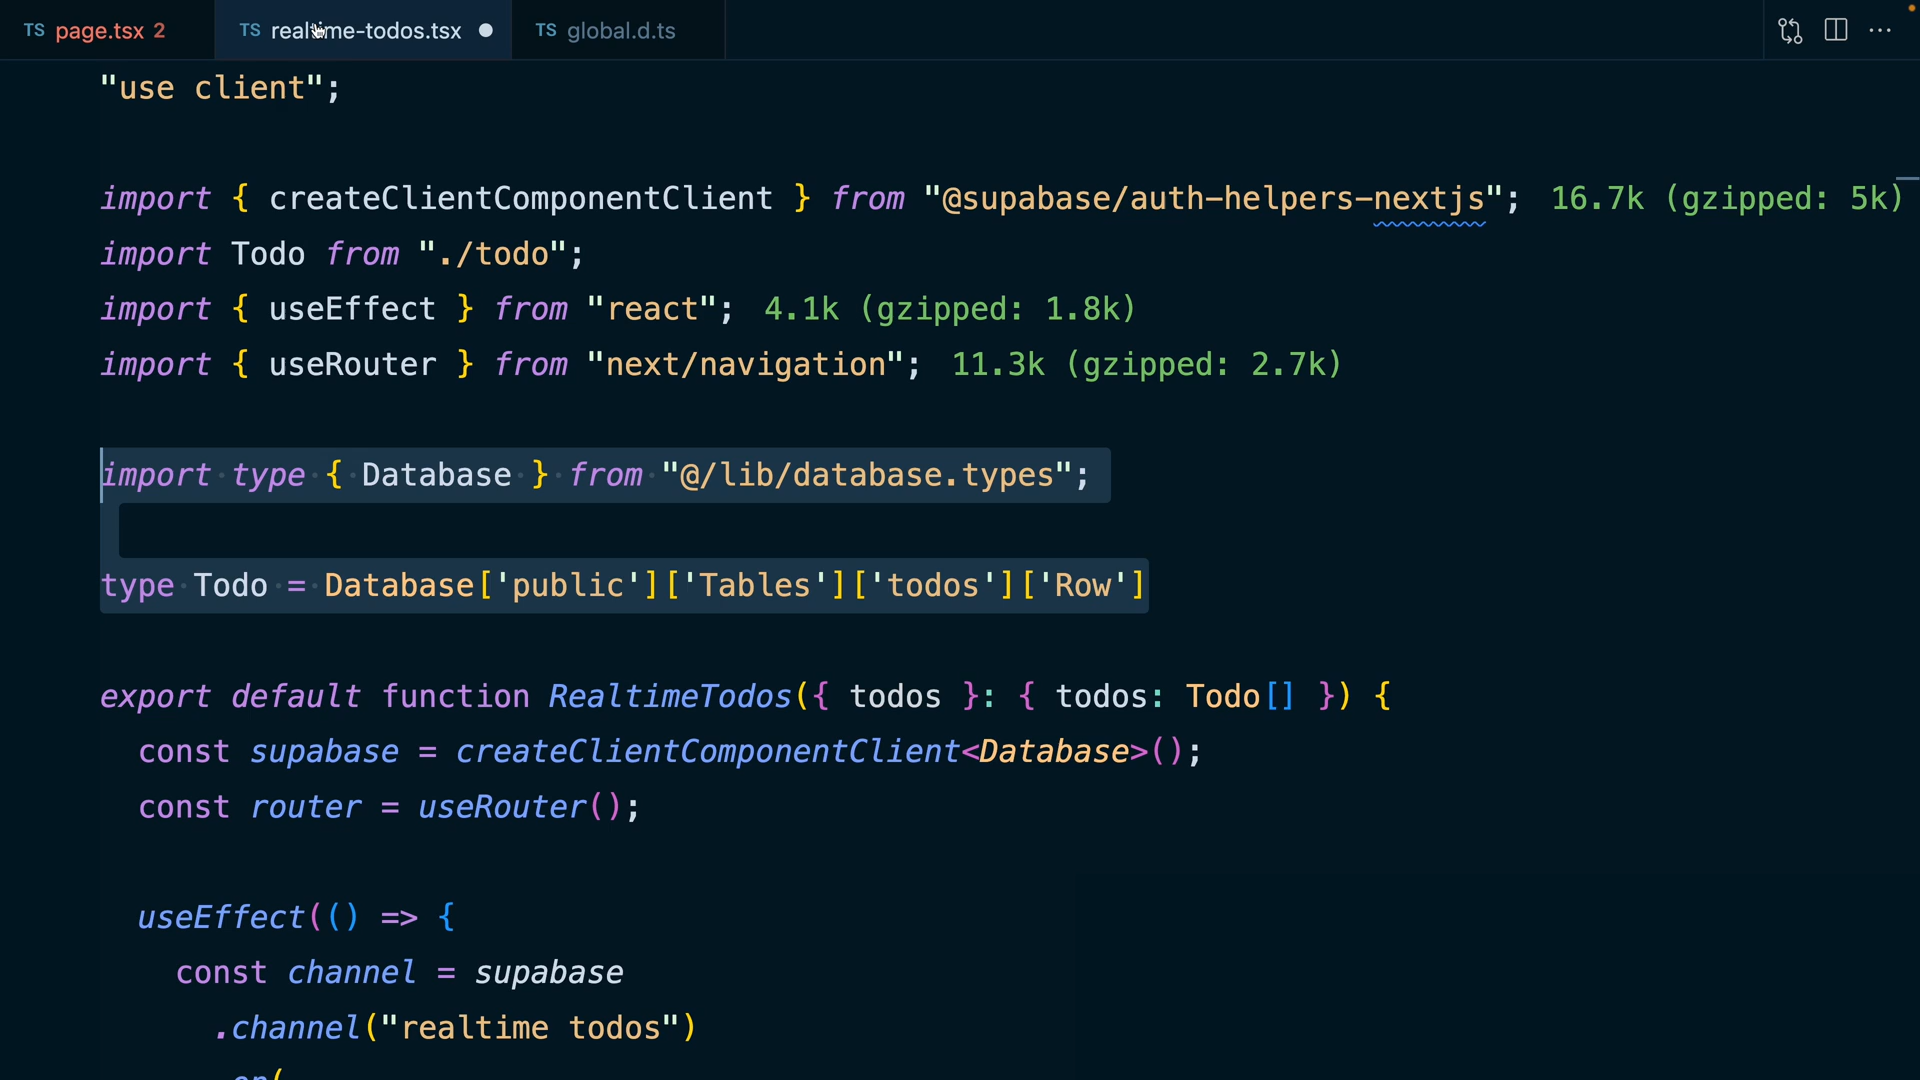 TS page.tsx 2 TS realtime-todos.tsx TS global.d.ts
"use client";
import { createClientComponentClient } from "@supabase/auth-helpers-nextjs"; 16.7k (gzipped: 5k)
import Todo from "./todo";
import { useEffect } from "react"; 4.1k (gzipped: 1.8k)
import { useRouter } from "next/navigation"; 11.3k (gzipped: 2.7k)
import type { Database } from "@/lib/database.types";
type Todo = Database['public']['Tables']['todos']['Row']
export default function RealtimeTodos({ todos }: { todos: Todo[] }) {
const supabase = createClientComponentClient<Database>();
const router = useRouter();
useEffect(() => {
const channel = supabase
.channel("realtime todos")
on(